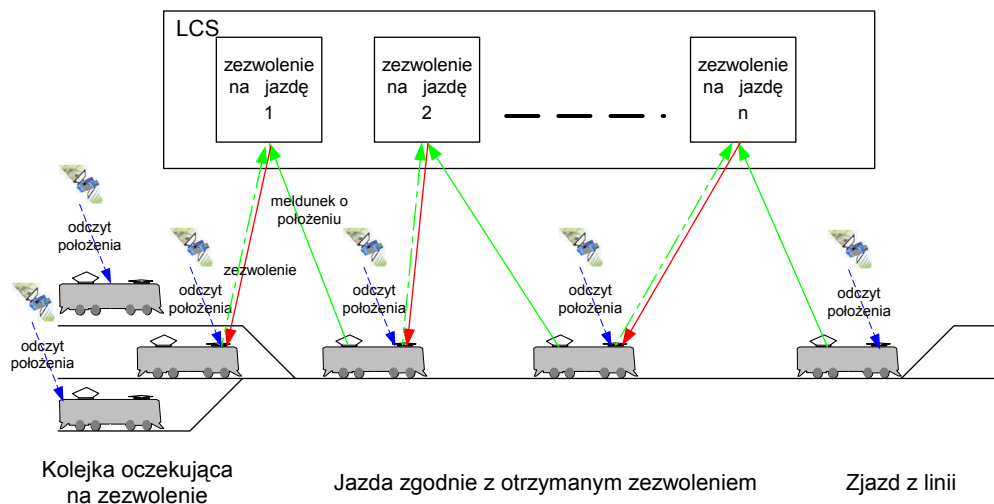 LCS
zezwolenie
na jazdę
1
zezwolenie
na jazdę
2
zezwolenie
na jazdę
n
meldunek o
położeniu
odczyt
położenia
zezwolenie
odczyt
położenia
odczyt
położenia
odczyt
położenia
odczyt
położenia
odczyt
położenia
Kolejka oczekująca
na zezwolenie
Jazda zgodnie z otrzymanym zezwoleniem
Zjazd z linii